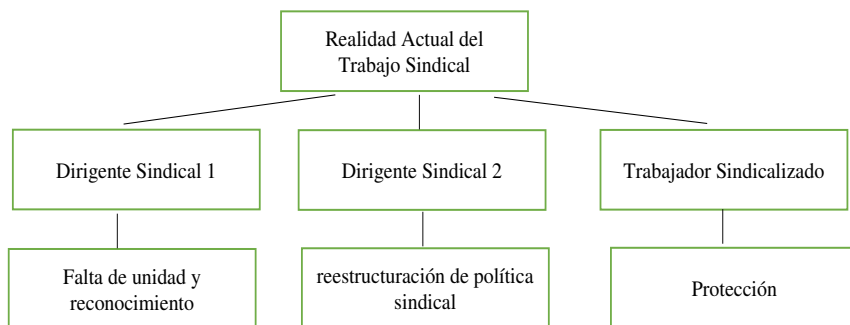 Realidad Actual del
Trabajo Sindical
Dirigente Sindical 1
Dirigente Sindical 2
Trabajador Sindicalizado
Falta de unidad y
reconocimiento
reestructuración de política
sindical
Protección